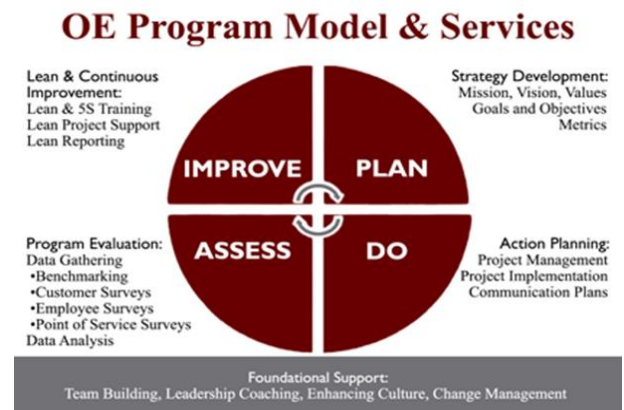 OE Program Model & Services
Lean & Continuous
Improvement:
Lean & 5S Training
Lean Project Support
Lean Reporting
Strategy Development:
Mission, Vision, Values
Goals and Objectives
Metrics
IMPROVE
PLAN
ASSESS
DO
Program Evaluation:
Data Gathering
•Benchmarking
•Customer Surveys
•Employee Surveys
•Point of Service Surveys
Data Analysis
Action Planning:
Project Management
Project Implementation
Communication Plans
Foundational Support:
Team Building, Leadership Coaching, Enhancing Culture, Change Management